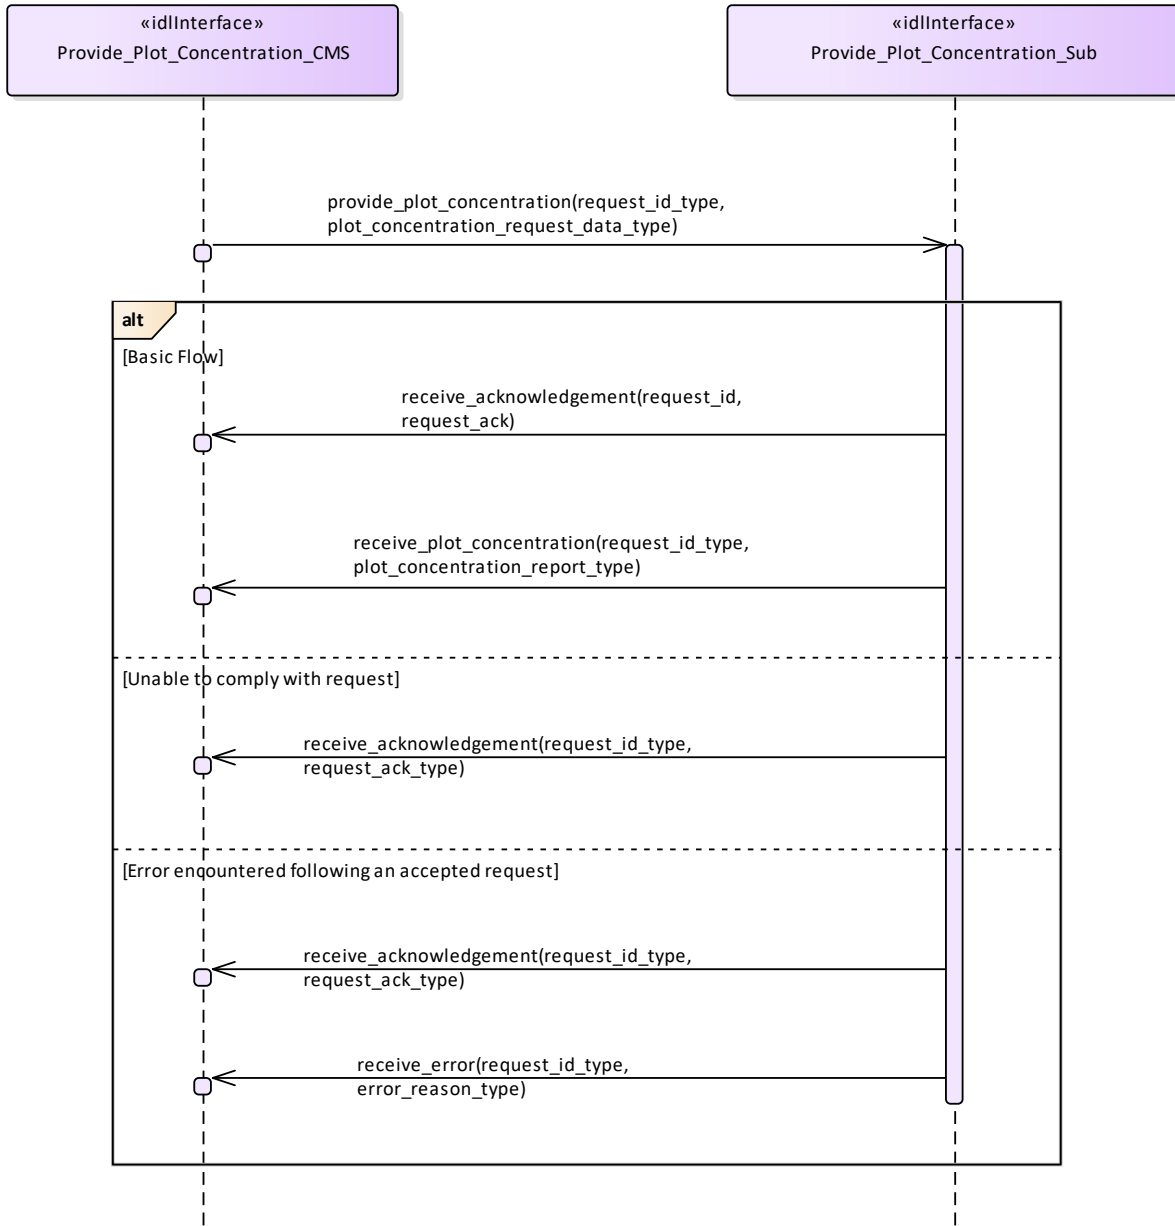 «idlInterface»
Provide_Plot_Concentration_CMS
«idlInterface»
Provide_Plot_Concentration_Sub
provide_plot_concentration(request_id_type,
plot_concentration_request_data_type)
alt
[Basic Flow]
receive_acknowledgement(request_id,
request_ack)
receive_plot_concentration(request_id_type,
plot_concentration_report_type)
[Unable to comply with request]
receive_acknowledgement(request_id_type,
request_ack_type)
[Error encountered following an accepted request]
receive_acknowledgement(request_id_type,
request_ack_type)
receive_error(request_id_type,
error_reason_type)